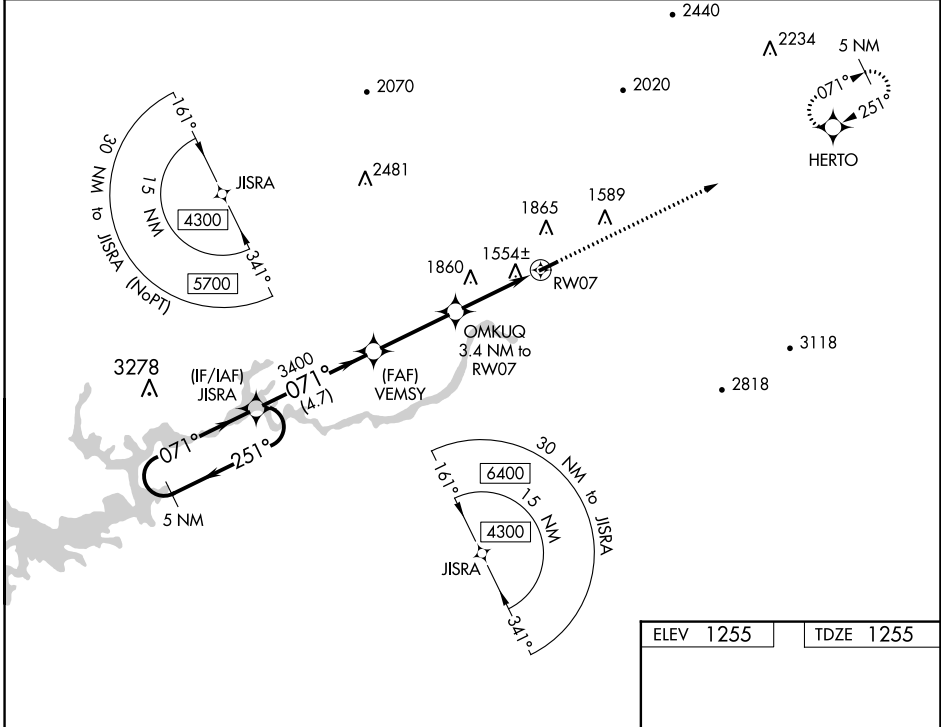 2440
2234
5 NM
2070
2020
071°
251°
HERTO
161°
30 NM to JISRA (NoPT)
15 NM
JISRA
4300
341°
5700
2481
1865
1589
1860
1554±
RW07
OMKUQ
3.4 NM to
RW07
3118
2818
3278
(IF/IAF)
JISRA
3400
071°
(4.7)
(FAF)
VEMSY
071°
251°
5 NM
30 NM to JISRA
6400
161°
15 NM
4300
JISRA
341°
ELEV 1255
TDZE 1255